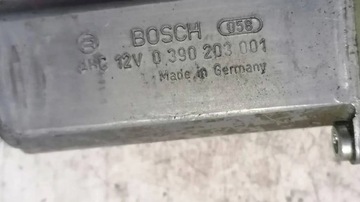 BOSCH 058
AHC 12V 0 390 203 001
Made in Germany